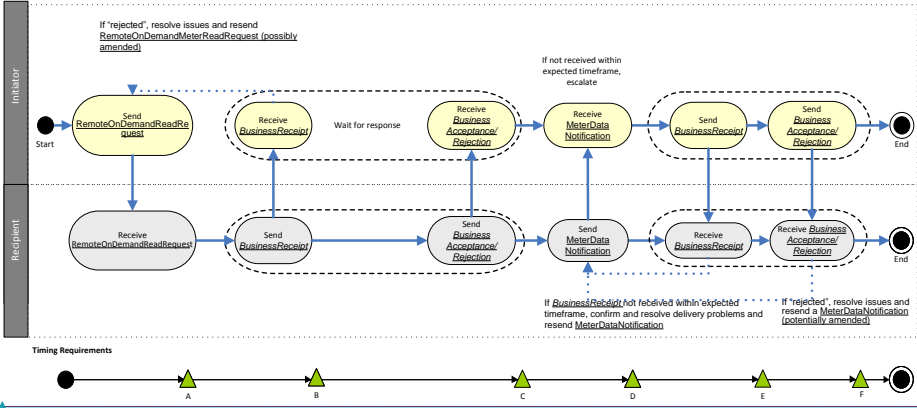 Initiator
If “rejected”, resolve issues and resend
RemoteOnDemandMeterReadRequest (possibly
amended)
If not received within
expected timeframe,
escalate
Start
Send
RemoteOnDemandReadRe
quest
Receive
BusinessReceipt
Wait for response
Receive
Business
Acceptance/
Rejection
Receive
MeterData
Notification
Send
BusinessReceipt
Send
Business
Acceptance/
Rejection
End
Recipient
Receive
RemoteOnDemandReadRequest
Send
BusinessReceipt
Send
Business
Acceptance/
Rejection
Send
MeterData
Notification
Receive
BusinessReceipt
Receive Business
Acceptance/
Rejection
End
If BusinessReceipt not received within expected
timeframe, confirm and resolve delivery problems and
resend MeterDataNotification
If “rejected”, resolve issues and
resend a MeterDataNotification
(potentially amended)
Timing Requirements
A
B
C
D
E
F